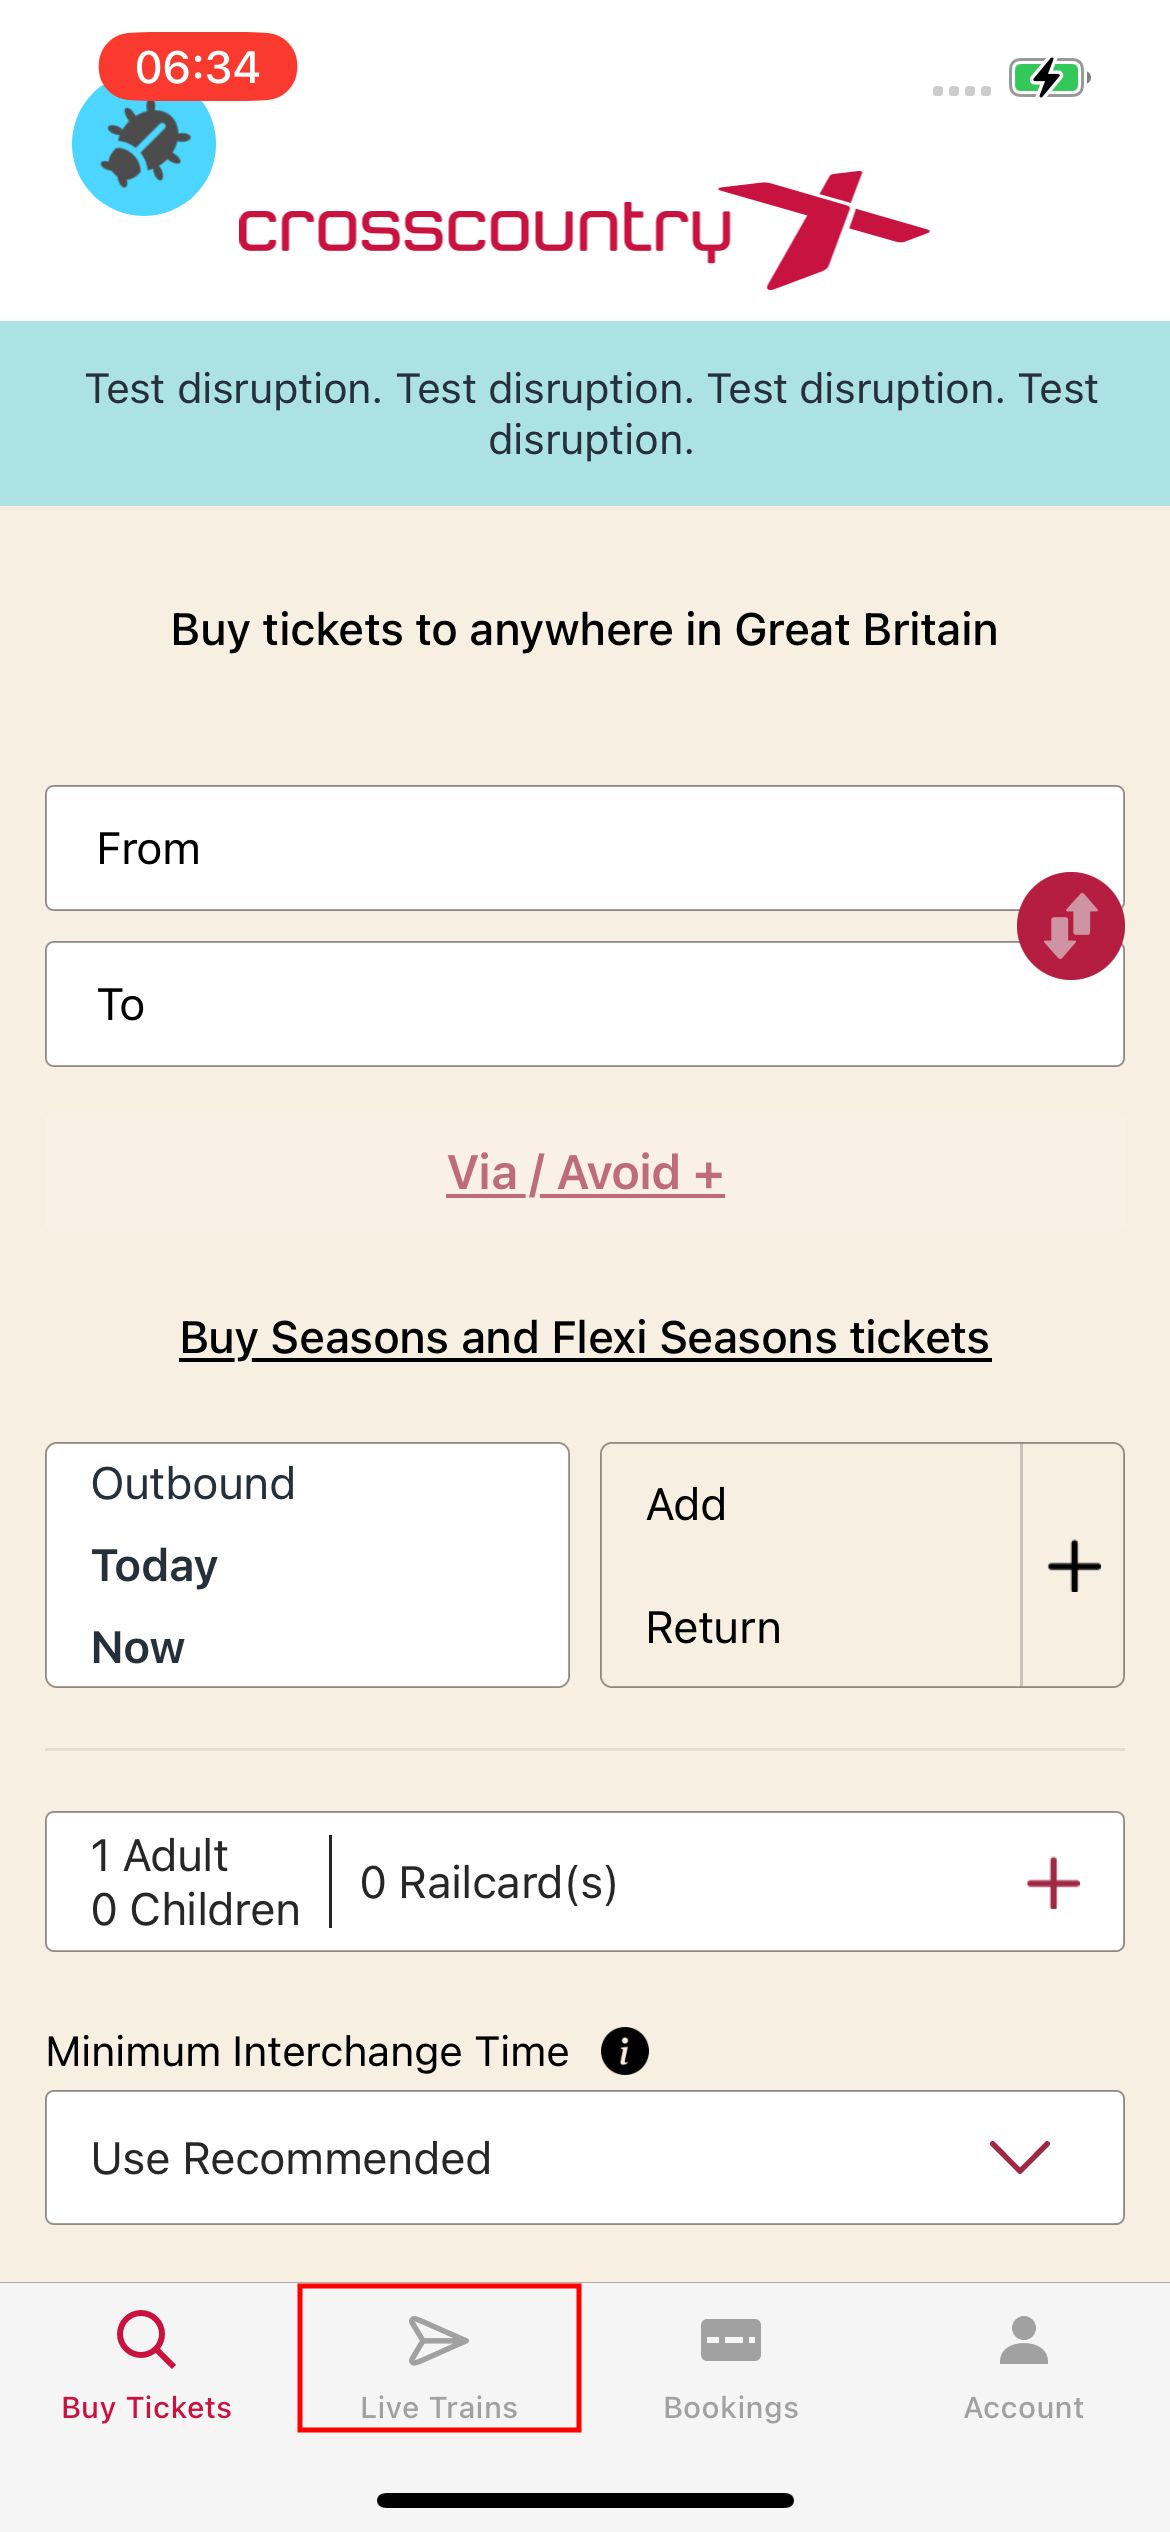 06:34
crosscountry
Test disruption. Test disruption. Test disruption. Test
disruption.
Buy tickets to anywhere in Great Britain
From
To
Via / Avoid +
Buy Seasons and Flexi Seasons tickets
Outbound
Today
Now
Add
Return
1 Adult
0 Children
0 Railcard(s)
Minimum Interchange Time
Use Recommended
Buy Tickets
Live Trains
Bookings
Account